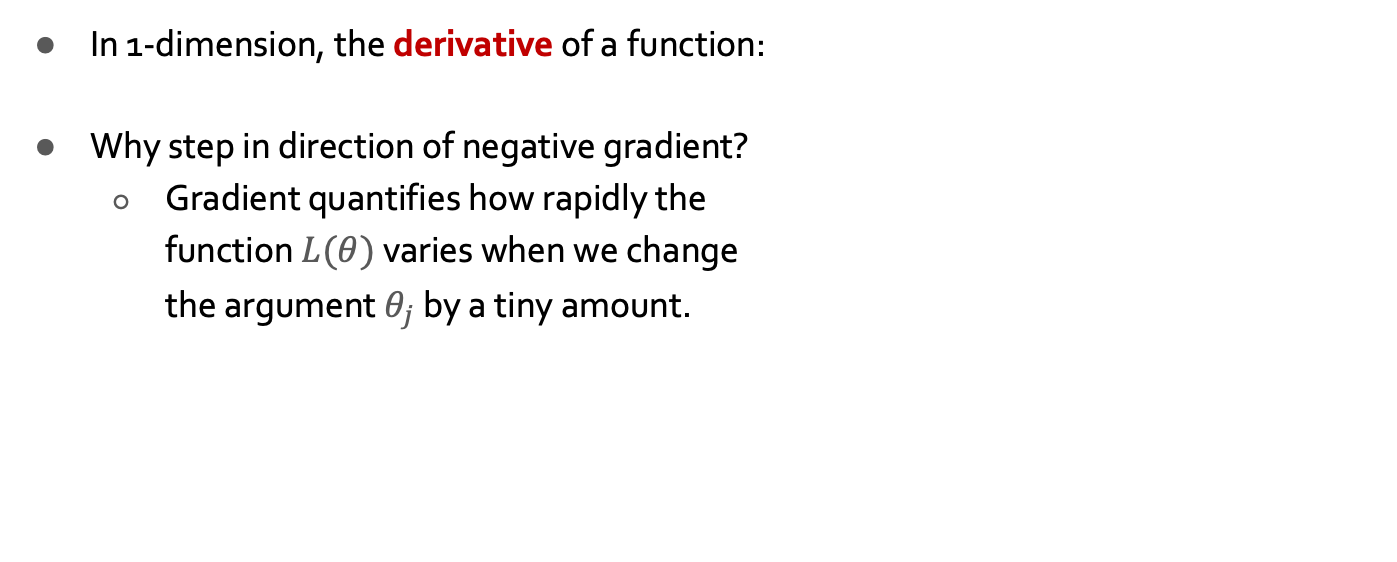 ● In 1-dimension, the derivative of a function:
● Why step in direction of negative gradient?
○ Gradient quantifies how rapidly the
function L(θ) varies when we change
the argument θⱼ by a tiny amount.